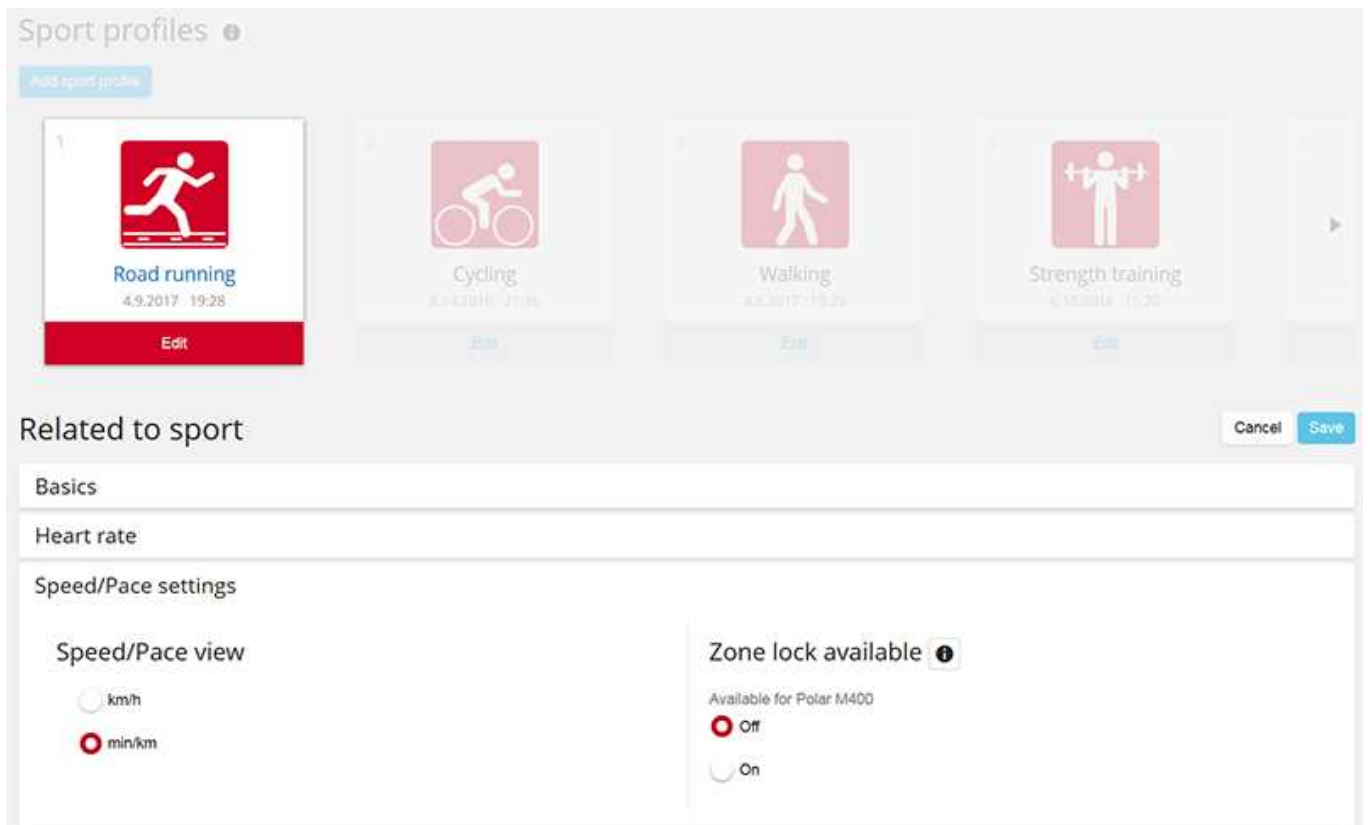 Sport profiles
Add sport profile
1
Road running
4.9.2017 19:28
Edit
2
Cycling
Edit
Walking
Edit
Strength training
Edit
Related to sport
Cancel
Save
Basics
Heart rate
Speed/Pace settings
Speed/Pace view
km/h
min/km
Zone lock available
Available for Polar M400
Off
On